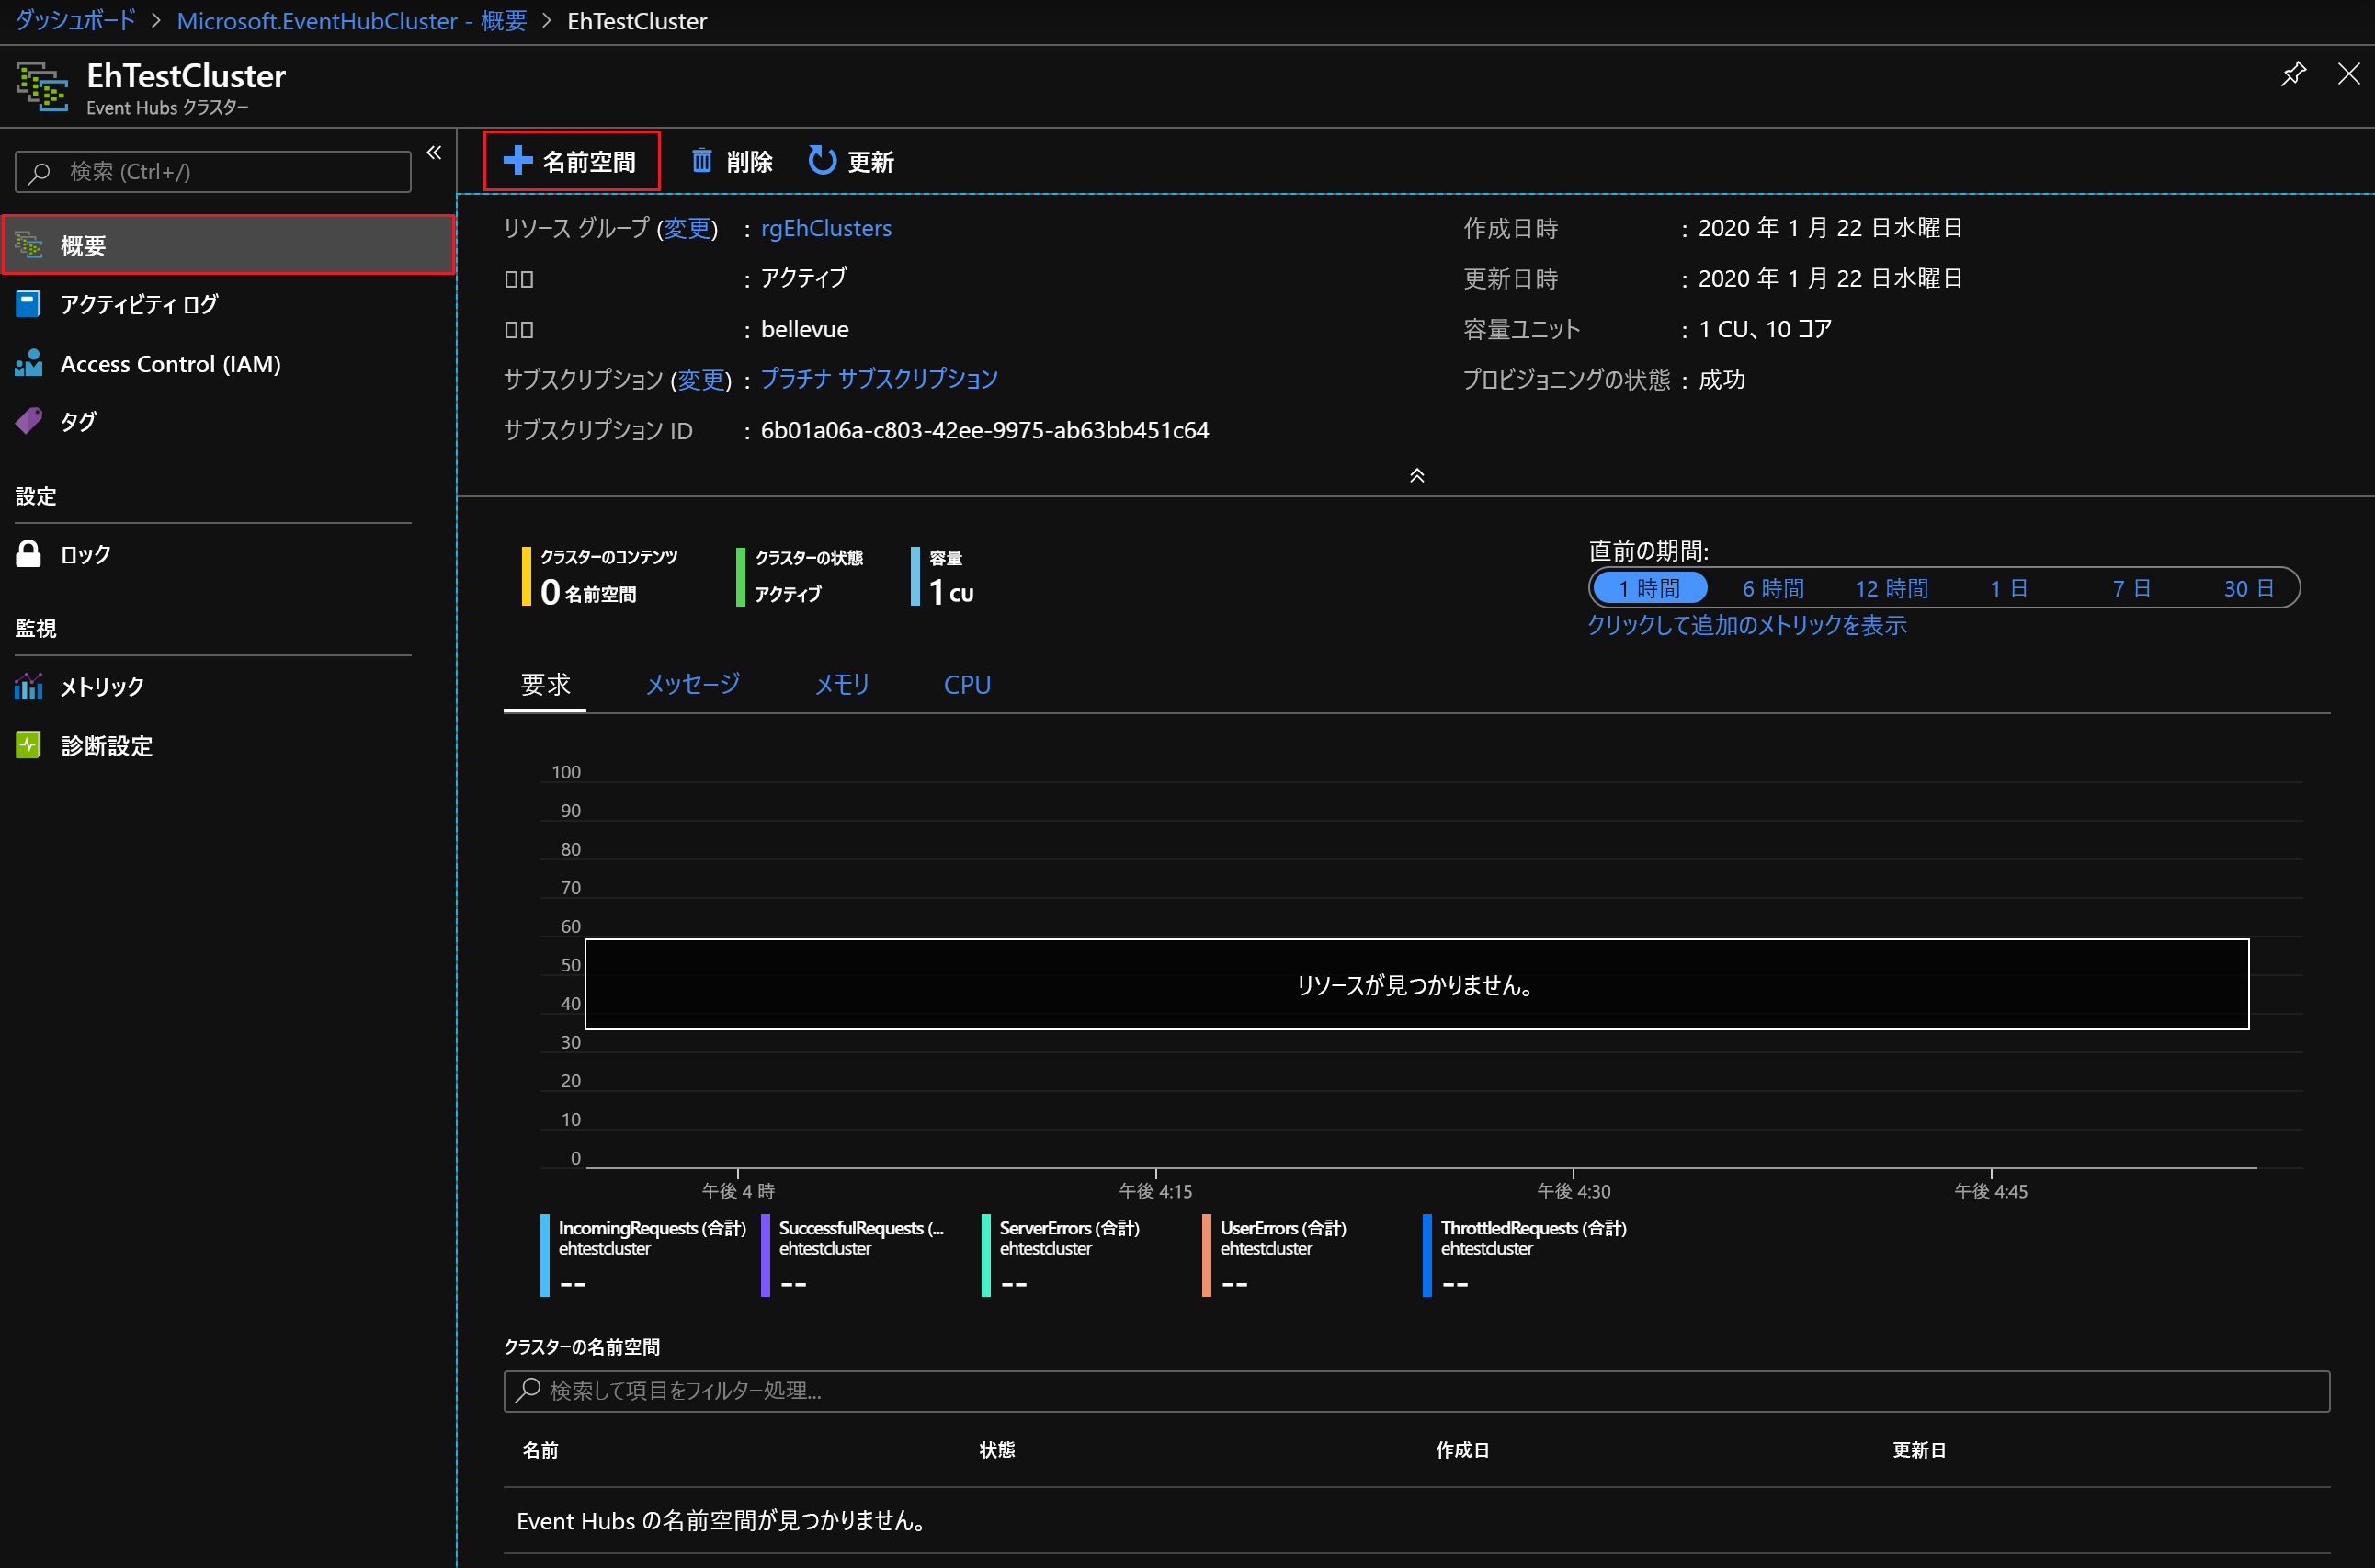 ダッシュボード > Microsoft.EventHubCluster - 概要 > EhTestCluster
EhTestCluster
Event Hubs クラスター
検索 (Ctrl+/)
概要
アクティビティ ログ
Access Control (IAM)
タグ
設定
ロック
監視
メトリック
診断設定
名前空間 削除 更新
リソース グループ (変更) : rgEhClusters
□□ : アクティブ
□□ : bellevue
サブスクリプション (変更) : プラチナ サブスクリプション
サブスクリプション ID : 6b01a06a-c803-42ee-9975-ab63bb451c64
作成日時 : 2020 年 1 月 22 日水曜日
更新日時 : 2020 年 1 月 22 日水曜日
容量ユニット : 1 CU、10 コア
プロビジョニングの状態 : 成功
クラスターのコンテンツ
0 名前空間
クラスターの状態
アクティブ
容量
1 CU
直前の期間:
1 時間 6 時間 12 時間 1 日 7 日 30 日
クリックして追加のメトリックを表示
要求 メッセージ メモリ CPU
100
90
80
70
60
50
40
30
20
10
0
リソースが見つかりません。
午後 4 時 午後 4:15 午後 4:30 午後 4:45
IncomingRequests (合計)
ehtestcluster
--
SuccessfulRequests (...
ehtestcluster
--
ServerErrors (合計)
ehtestcluster
--
UserErrors (合計)
ehtestcluster
--
ThrottledRequests (合計)
ehtestcluster
--
クラスターの名前空間
検索して項目をフィルター処理...
名前 状態 作成日 更新日
Event Hubs の名前空間が見つかりません。